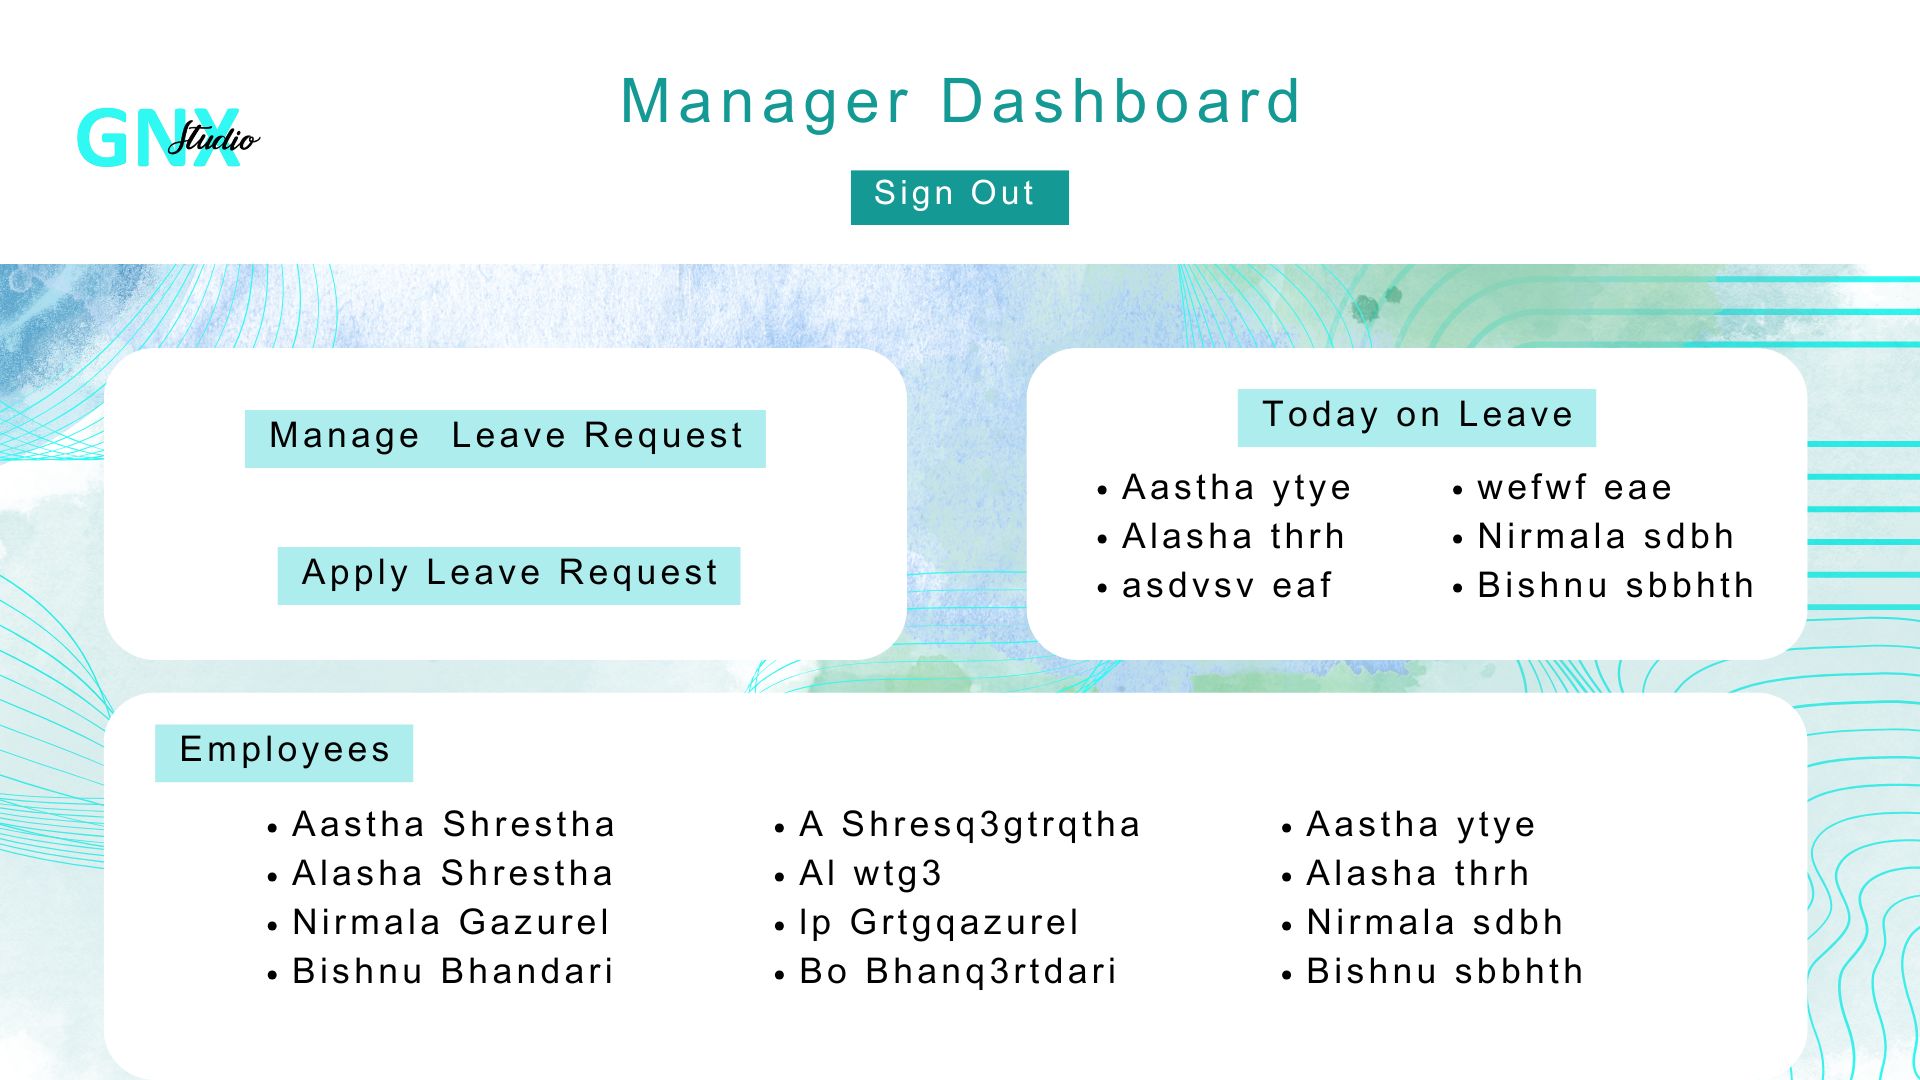 GNX Studio
Manager Dashboard
Sign Out
Manage Leave Request
Apply Leave Request
Today on Leave
• Aastha ytye
• Alasha thrh
• asdvsv eaf
• wefwf eae
• Nirmala sdbh
• Bishnu sbbhth
Employees
• Aastha Shrestha
• Alasha Shrestha
• Nirmala Gazurel
• Bishnu Bhandari
• A Shresq3gtrqtha
• Al wtg3
• lp Grtgqazurel
• Bo Bhanq3rtdari
• Aastha ytye
• Alasha thrh
• Nirmala sdbh
• Bishnu sbbhth